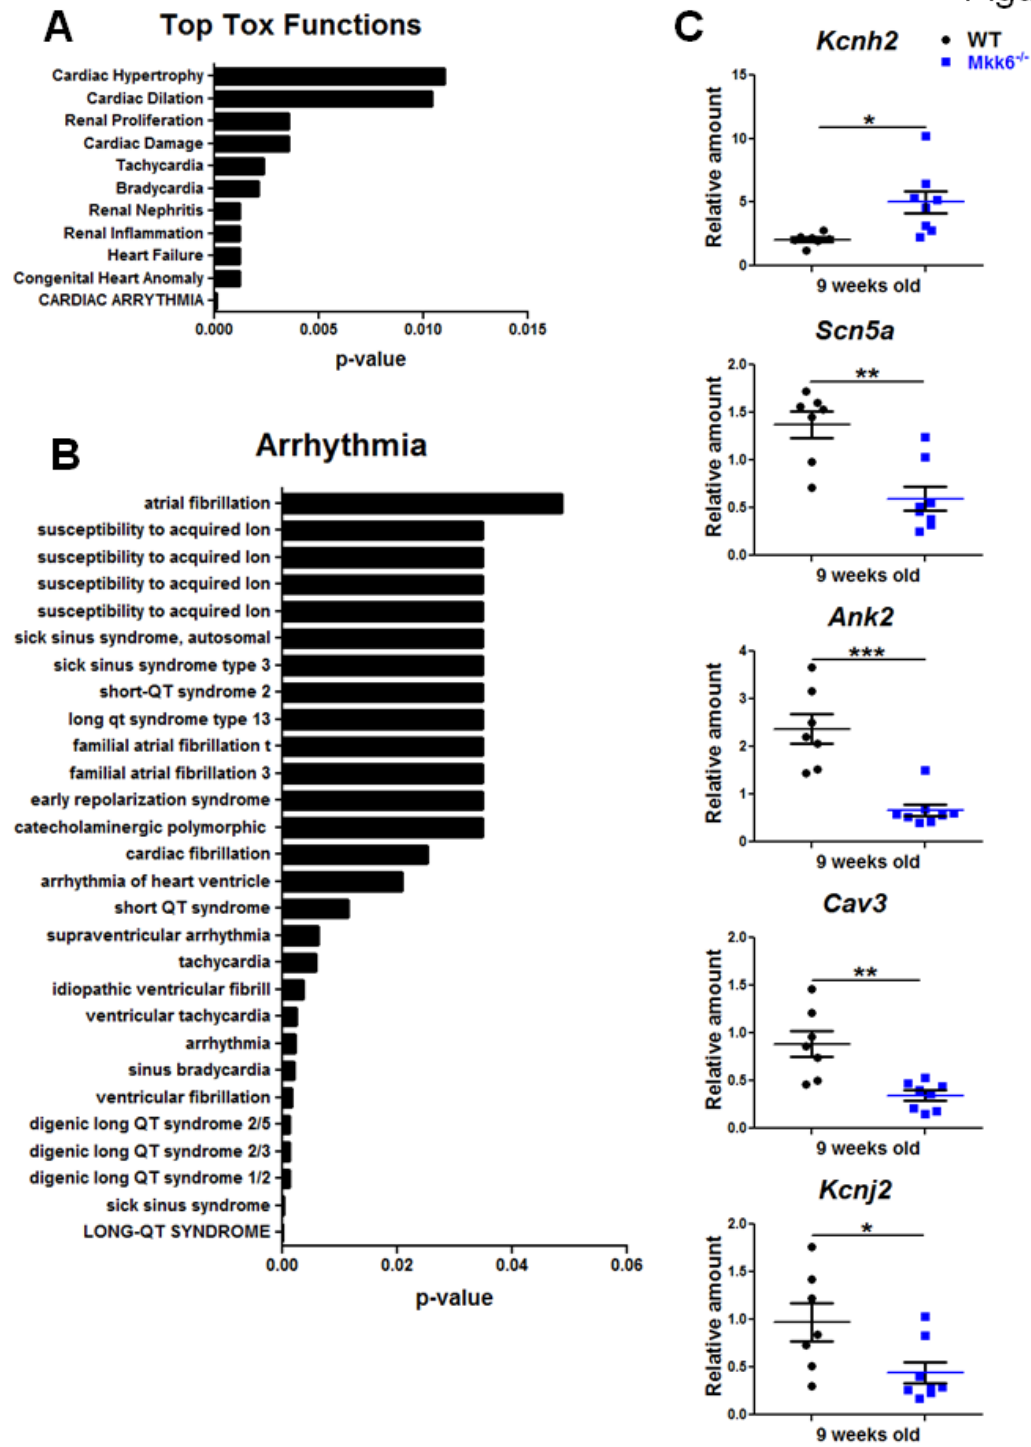 A
Top Tox Functions
Cardiac Hypertrophy
Cardiac Dilation
Renal Proliferation
Cardiac Damage
Tachycardia
Bradycardia
Renal Nephritis
Renal Inflammation
Heart Failure
Congenital Heart Anomaly
CARDIAC ARRYTHMIA
0.000 0.005 0.010 0.015
p-value
B
Arrhythmia
atrial fibrillation
susceptibility to acquired lon
susceptibility to acquired lon
susceptibility to acquired lon
susceptibility to acquired lon
sick sinus syndrome, autosomal
sick sinus syndrome type 3
short-QT syndrome 2
long qt syndrome type 13
familial atrial fibrillation t
familial atrial fibrillation 3
early repolarization syndrome
catecholaminergic polymorphic
cardiac fibrillation
arrhythmia of heart ventricle
short QT syndrome
supraventricular arrhythmia
tachycardia
idiopathic ventricular fibrill
ventricular tachycardia
arrhythmia
sinus bradycardia
ventricular fibrillation
digenic long QT syndrome 2/5
digenic long QT syndrome 2/3
digenic long QT syndrome 1/2
sick sinus syndrome
LONG-QT SYNDROME
0.00 0.02 0.04 0.06
p-value
C
Kcnh2
WT
Mkk6-/-
Relative amount
15
10
5
0
*
9 weeks old
Scn5a
Relative amount
2.0
1.5
1.0
0.5
0.0
**
9 weeks old
Ank2
Relative amount
4
3
2
1
0
***
9 weeks old
Cav3
Relative amount
2.0
1.5
1.0
0.5
0.0
**
9 weeks old
Kcnj2
Relative amount
2.0
1.5
1.0
0.5
0.0
*
9 weeks old